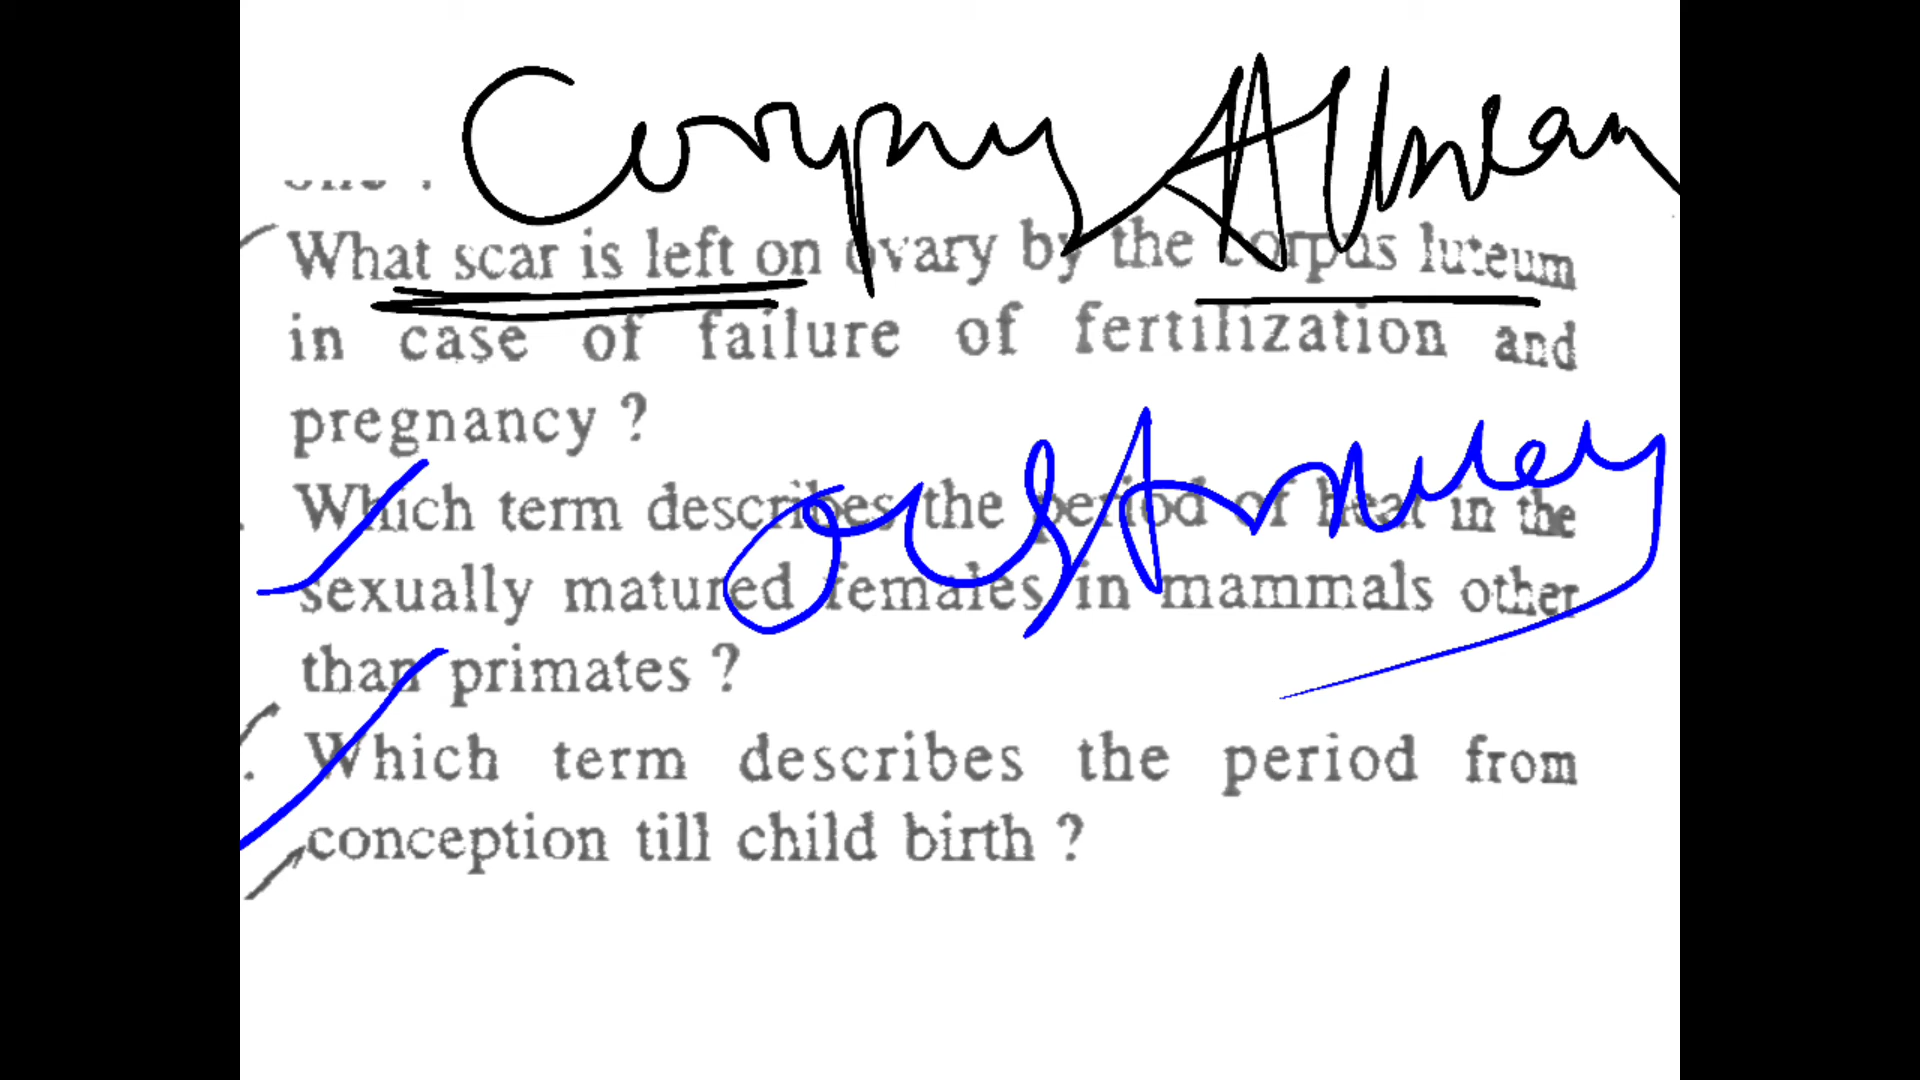 Corpus
What scar is left on ovary by the corpus luteum
in case of failure of fertilization and
pregnancy ?
Which term describes the period of heat in the
sexually matured females in mammals other
than primates ?
Which term describes the period from
conception till child birth ?